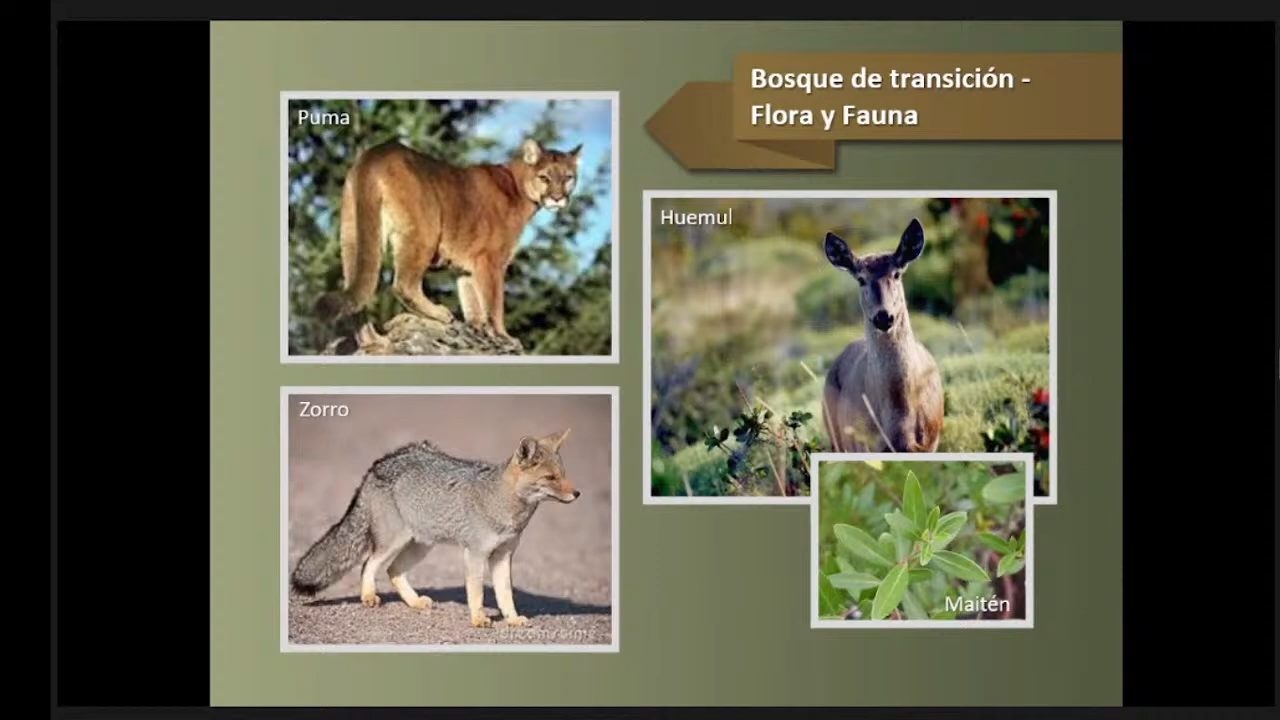 Bosque de transición -
Flora y Fauna
Puma
Huemul
Zorro
Maitén